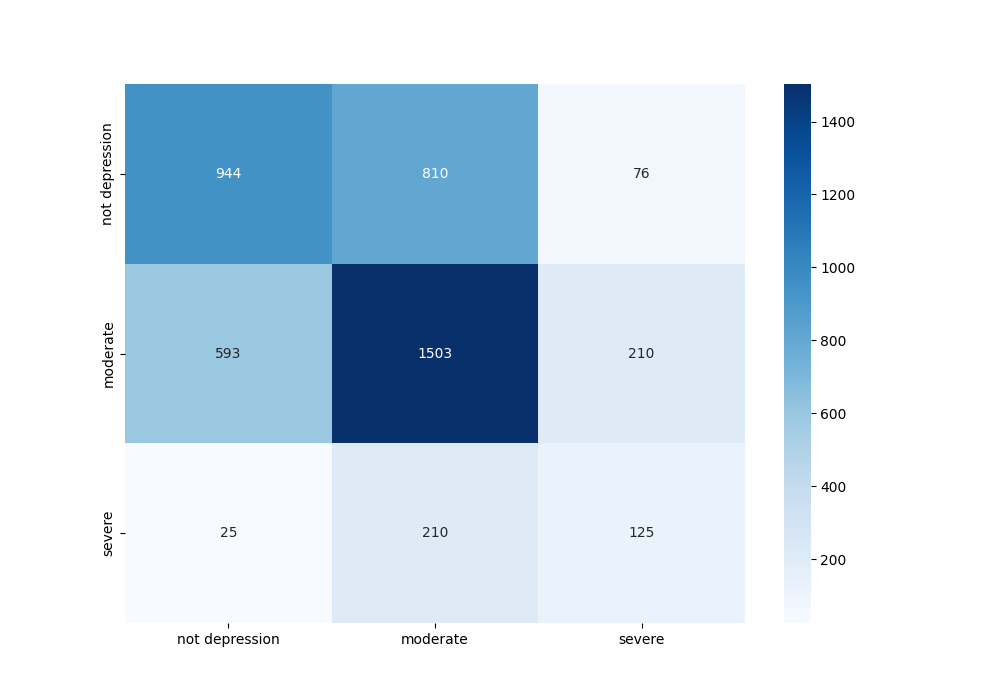 not depression
944 810 76
moderate
593 1503 210
severe
25 210 125
not depression moderate severe
1400
1200
1000
800
600
400
200